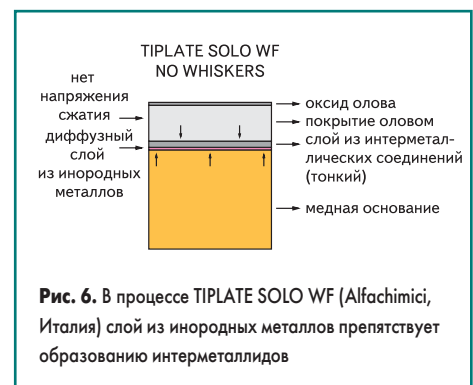 TIPLATE SOLO WF
NO WHISKERS
нет
напряжения
сжатия
диффузный
слой
из инородных
металлов
оксид олова
покрытие оловом
слой из интерметал-
лических соединений
(тонкий)
медная основание
Рис. 6. В процессе TIPLATE SOLO WF (Alfachimici,
Италия) слой из инородных металлов препятствует
образованию интерметаллидов